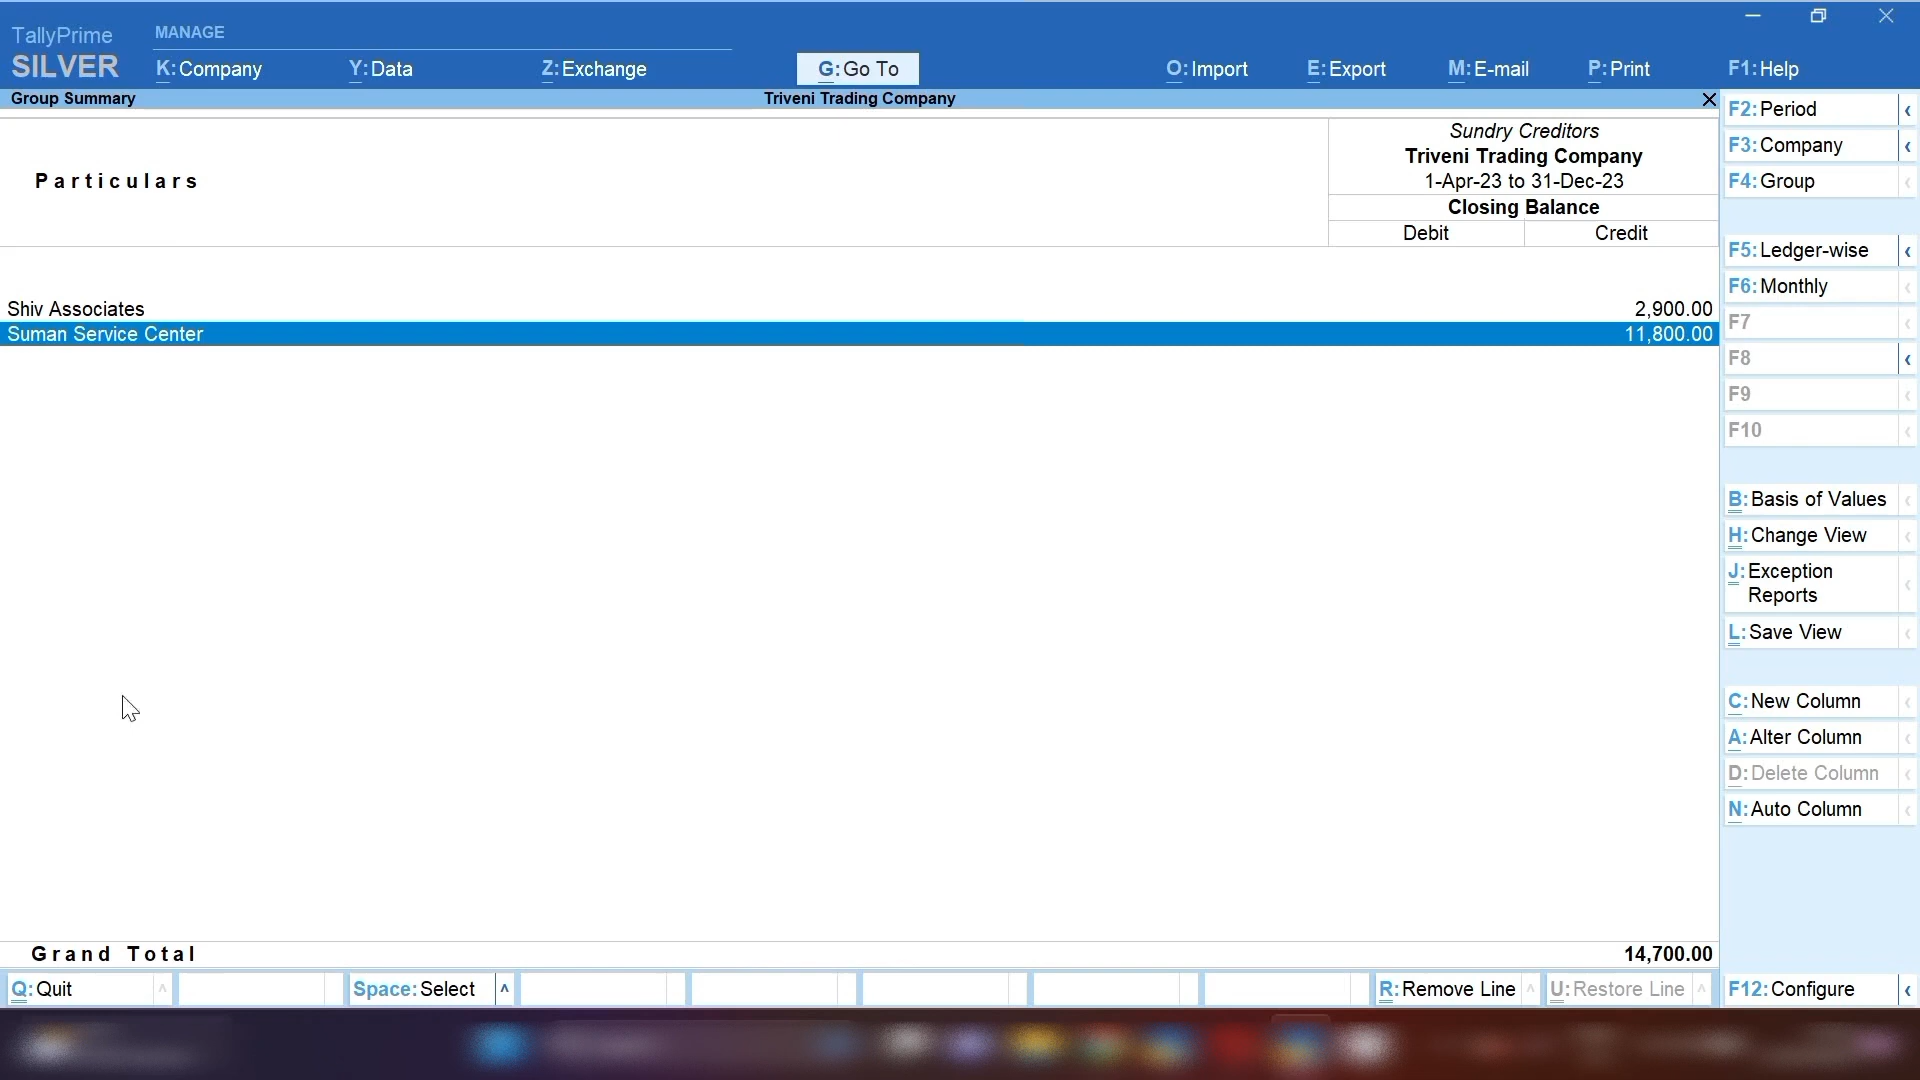 TallyPrime
SILVER
MANAGE
K:Company
Y:Data
Z:Exchange
G:Go To
O:Import
E:Export
M:E-mail
P:Print
F1:Help
Group Summary
Triveni Trading Company
Particulars
Sundry Creditors
Triveni Trading Company
1-Apr-23 to 31-Dec-23
Closing Balance
Debit Credit
Shiv Associates 2,900.00
Suman Service Center 11,800.00
Grand Total 14,700.00
Q:Quit
Space:Select
R:Remove Line
U:Restore Line
F2:Period
F3:Company
F4:Group
F5:Ledger-wise
F6:Monthly
F7
F8
F9
F10
B:Basis of Values
H:Change View
J:Exception
Reports
L:Save View
C:New Column
A:Alter Column
D:Delete Column
N:Auto Column
F12:Configure